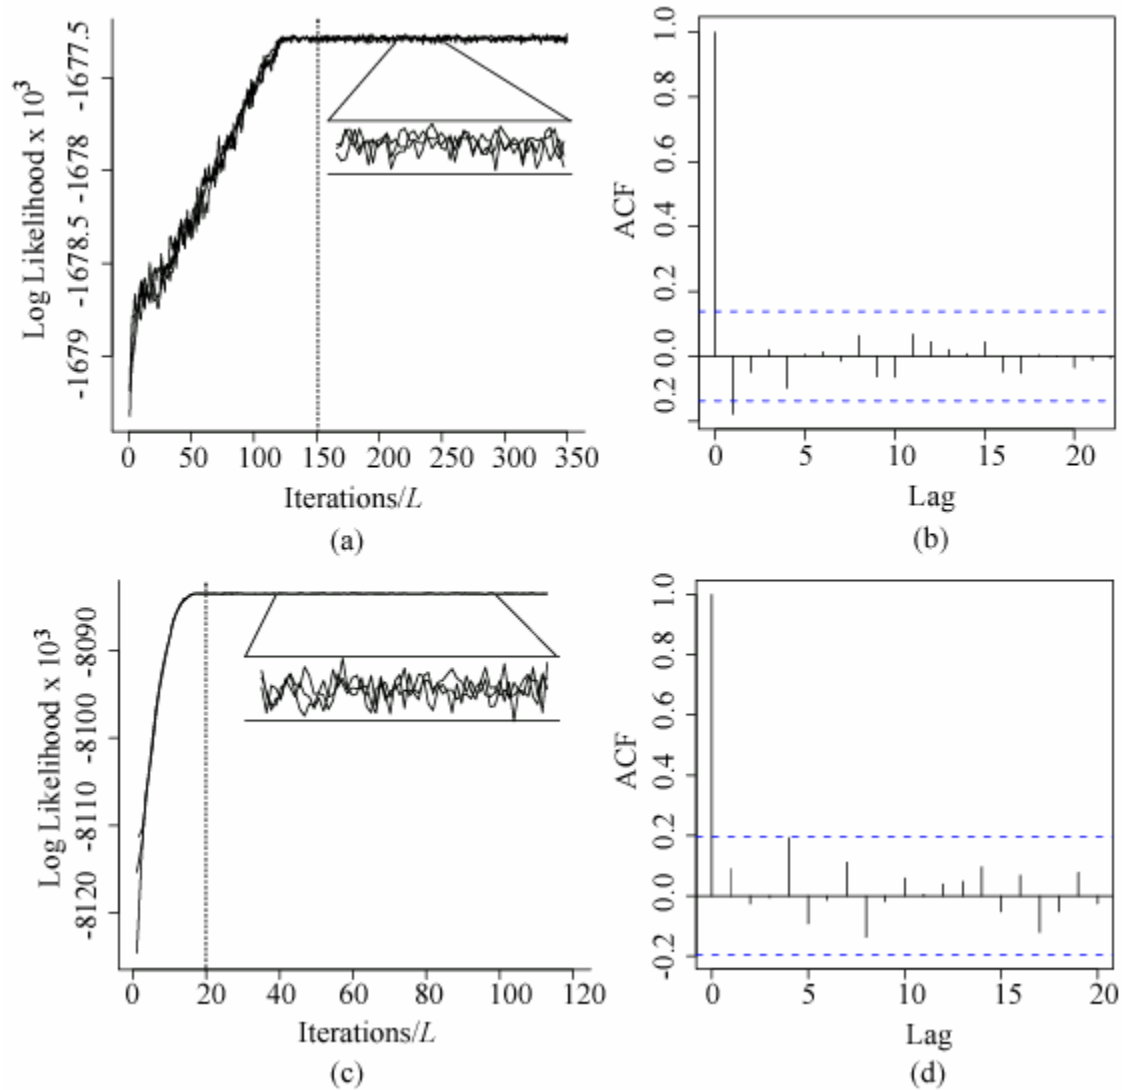 Log Likelihood x 10³
-1677.5
-1678
-1678.5
-1679
0 50 100 150 200 250 300 350
Iterations/L
(a)
ACF
1.0
0.8
0.6
0.4
0.2
0.0
0.2
0 5 10 15 20
Lag
(b)
Log Likelihood x 10³
-8090
-8100
-8110
-8120
0 20 40 60 80 100 120
Iterations/L
(c)
ACF
1.0
0.8
0.6
0.4
0.2
0.0
-0.2
0 5 10 15 20
Lag
(d)